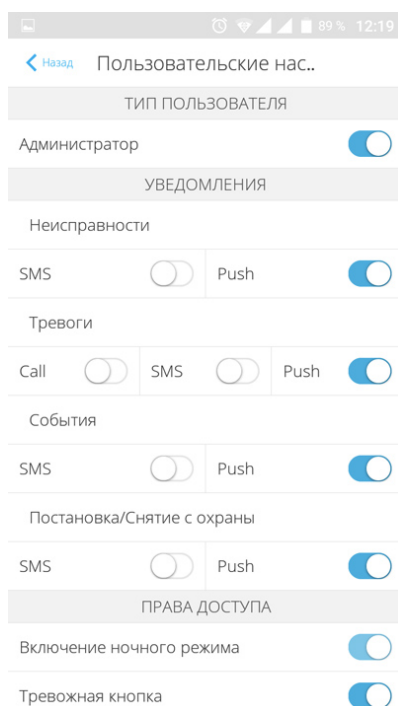 89 % 12:19
Назад Пользовательские нас..
ТИП ПОЛЬЗОВАТЕЛЯ
Администратор
УВЕДОМЛЕНИЯ
Неисправности
SMS Push
Тревоги
Call SMS Push
События
SMS Push
Постановка/Снятие с охраны
SMS Push
ПРАВА ДОСТУПА
Включение ночного режима
Тревожная кнопка